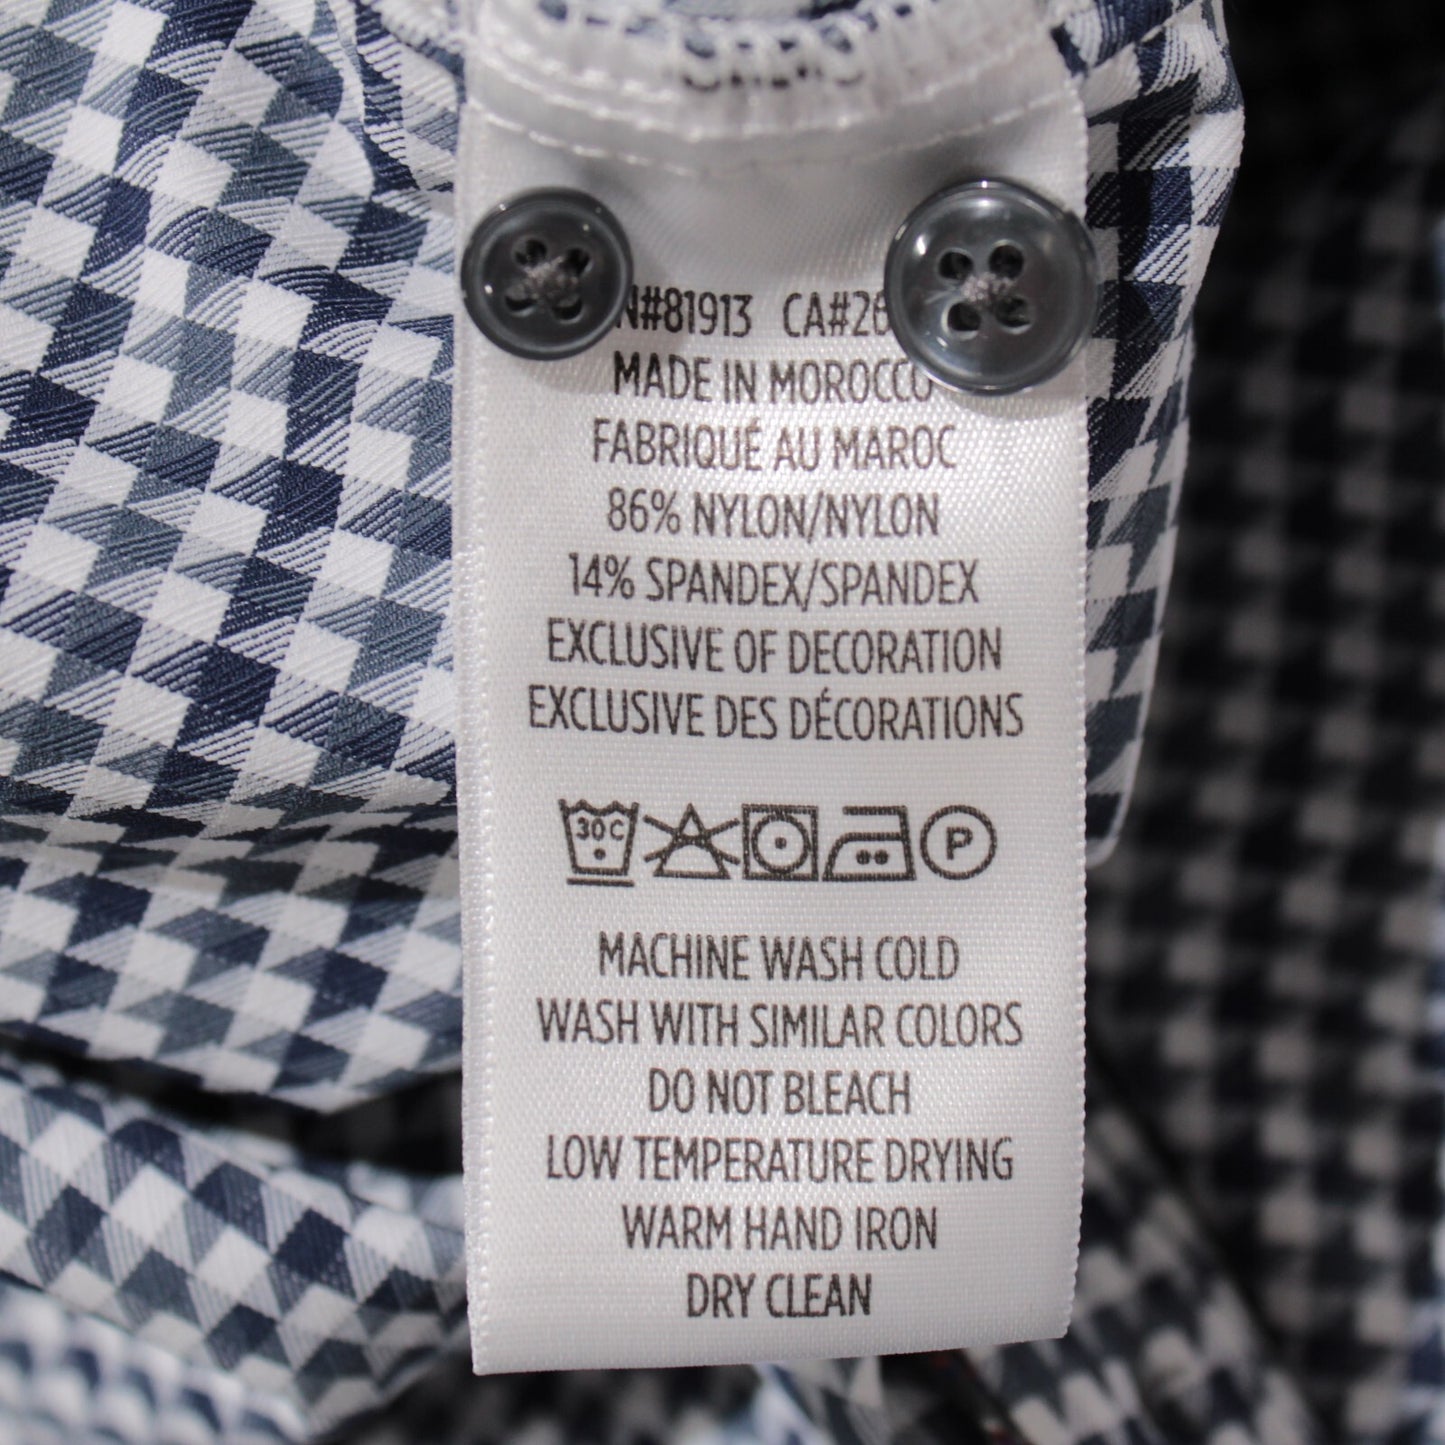 N#81913 CA#26
MADE IN MOROCCO
FABRIQUÉ AU MAROC
86% NYLON/NYLON
14% SPANDEX/SPANDEX
EXCLUSIVE OF DECORATION
EXCLUSIVE DES DÉCORATIONS
30C P
MACHINE WASH COLD
WASH WITH SIMILAR COLORS
DO NOT BLEACH
LOW TEMPERATURE DRYING
WARM HAND IRON
DRY CLEAN